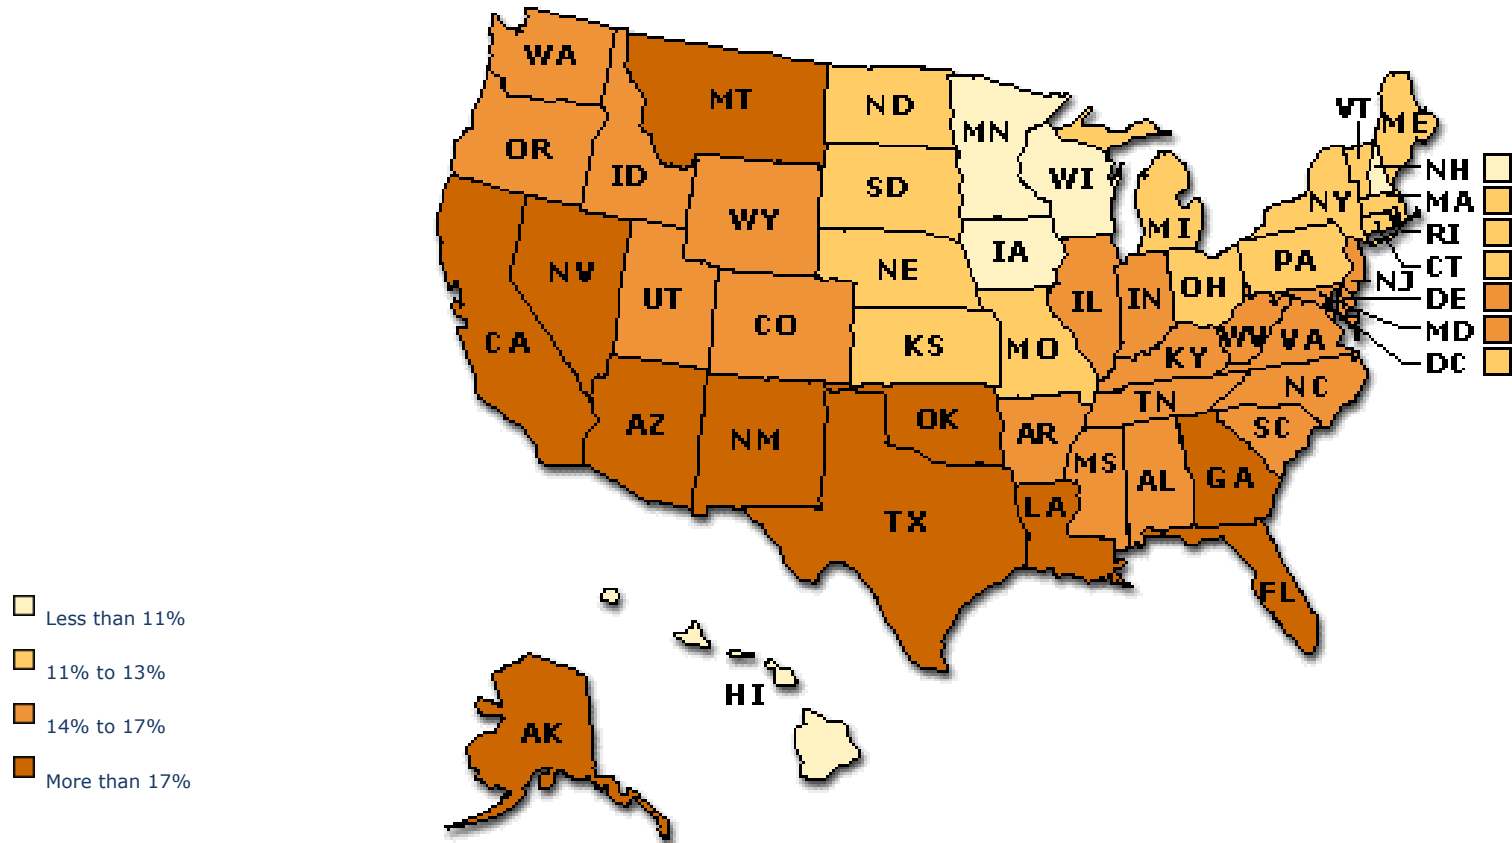 WA
MT
ND
MN
VT
ME
OR
ID
SD
WI
NH
WY
NY
MA
MI
RI
NV
UT
NE
IA
PA
CT
NJ
CO
IL
IN
OH
DE
CA
KS
MO
KY
WV
VA
MD
DC
AZ
NM
OK
AR
TN
NC
SC
MS
AL
GA
TX
LA
FL
HI
AK
Less than 11%
11% to 13%
14% to 17%
More than 17%